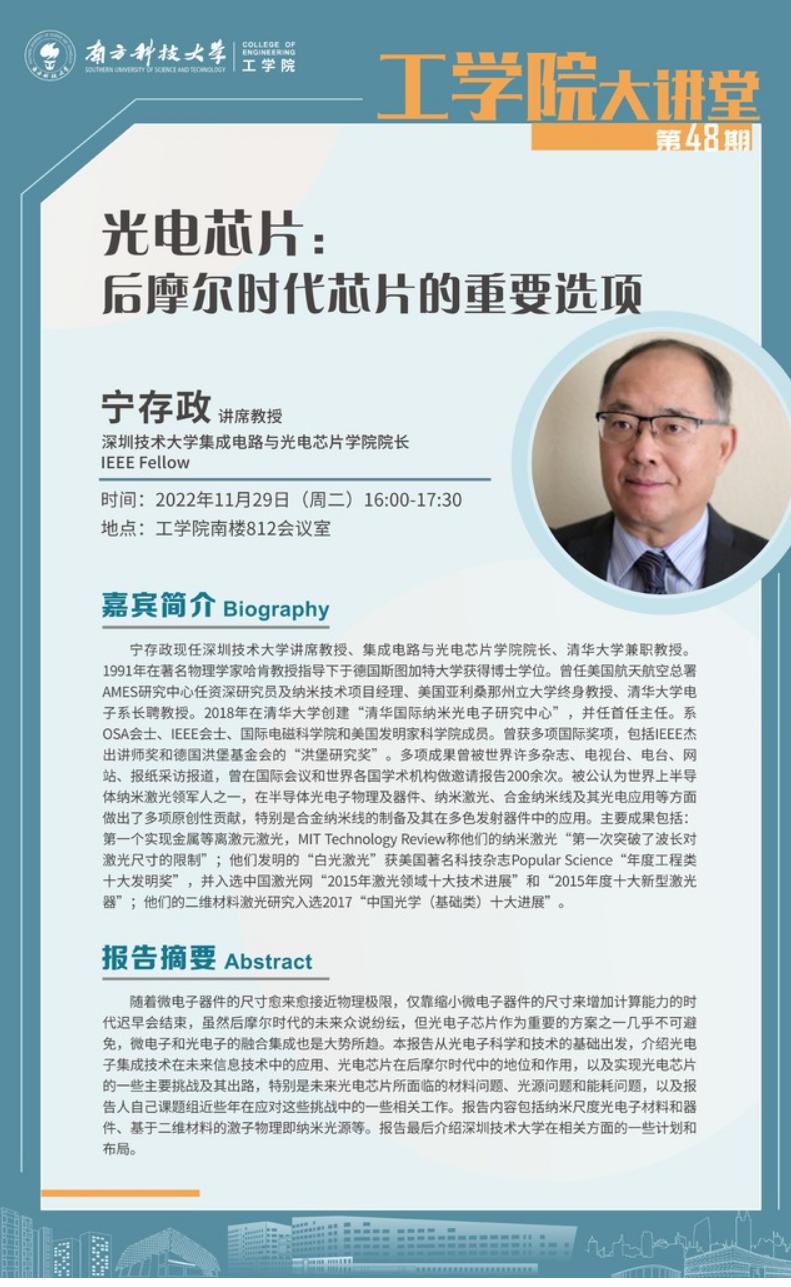 南方科技大学
SOUTHERN UNIVERSITY OF SCIENCE AND TECHNOLOGY
COLLEGE OF
ENGINEERING
工学院
工学院大讲堂
第48期
光电芯片：
后摩尔时代芯片的重要选项
宁存政 讲席教授
深圳技术大学集成电路与光电芯片学院院长
IEEE Fellow
时间：2022年11月29日（周二）16:00-17:30
地点：工学院南楼812会议室
嘉宾简介 Biography
宁存政现任深圳技术大学讲席教授、集成电路与光电芯片学院院长、清华大学兼职教授。
1991年在著名物理学家哈肯教授指导下于德国斯图加特大学获得博士学位。曾任美国航天航空总署
AMES研究中心任资深研究员及纳米技术项目经理、美国亚利桑那州立大学终身教授、清华大学电
子系长聘教授。2018年在清华大学创建“清华国际纳米光电子研究中心”，并任首任主任。系
OSA会士、IEEE会士、国际电磁科学院和美国发明家科学院成员。曾获多项国际奖项，包括IEEE杰
出讲师奖和德国洪堡基金会的“洪堡研究奖”。多项成果曾被世界许多杂志、电视台、电台、网
站、报纸采访报道，曾在国际会议和世界各国学术机构做邀请报告200余次。被公认为世界上半导
体纳米激光领军人之一，在半导体光电子物理及器件、纳米激光、合金纳米线及其光电应用等方面
做出了多项原创性贡献，特别是合金纳米线的制备及其在多色发射器件中的应用。主要成果包括：
第一个实现金属等离激元激光，MIT Technology Review称他们的纳米激光“第一次突破了波长对
激光尺寸的限制”；他们发明的“白光激光”获美国著名科技杂志Popular Science“年度工程类
十大发明奖”，并入选中国激光网“2015年激光领域十大技术进展”和“2015年度十大新型激光
器”；他们的二维材料激光研究入选2017“中国光学（基础类）十大进展”。
报告摘要 Abstract
随着微电子器件的尺寸愈来愈接近物理极限，仅靠缩小微电子器件的尺寸来增加计算能力的时
代迟早会结束，虽然后摩尔时代的未来众说纷纭，但光电子芯片作为重要的方案之一几乎不可避
免，微电子和光电子的融合集成也是大势所趋。本报告从光电子科学和技术的基础出发，介绍光电
子集成技术在未来信息技术中的应用、光电芯片在后摩尔时代中的地位和作用，以及实现光电芯片
的一些主要挑战及其出路，特别是未来光电芯片所面临的材料问题、光源问题和能耗问题，以及报
告人自己课题组近些年在应对这些挑战中的一些相关工作。报告内容包括纳米尺度光电子材料和器
件、基于二维材料的激子物理即纳米光源等。报告最后介绍深圳技术大学在相关方面的一些计划和
布局。